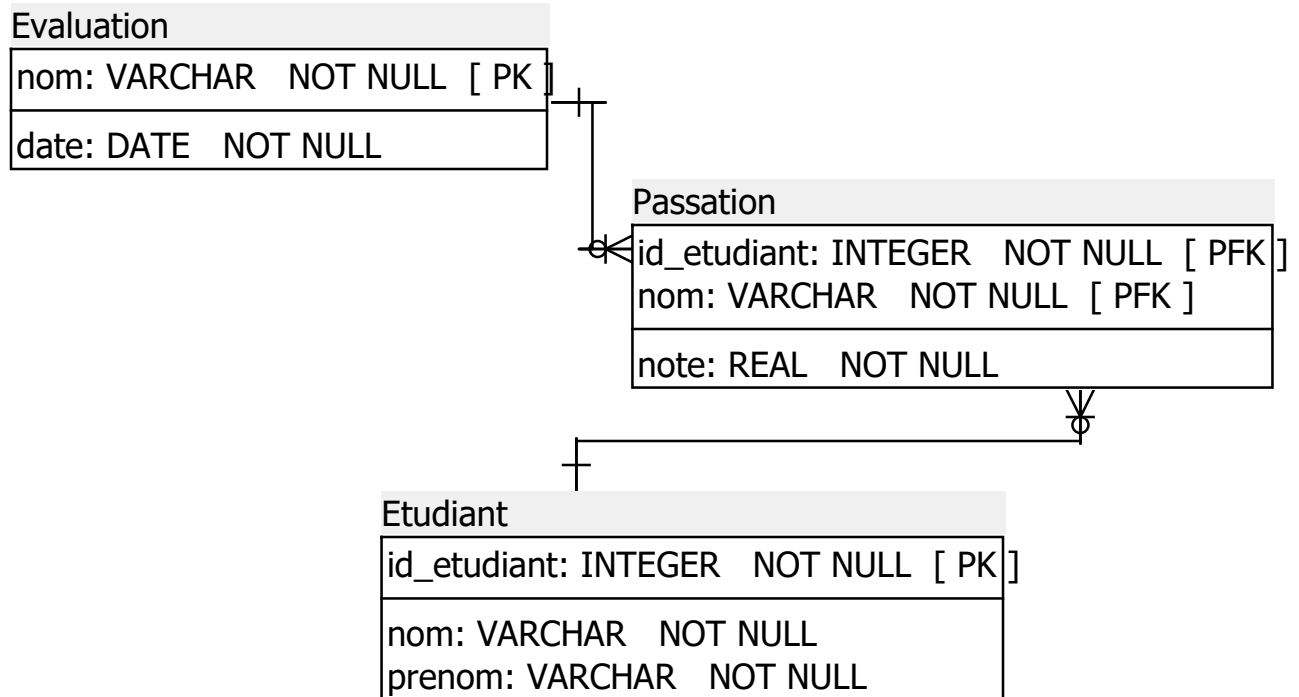 Evaluation
nom: VARCHAR NOT NULL [ PK ]
date: DATE NOT NULL
Passation
id_etudiant: INTEGER NOT NULL [ PFK ]
nom: VARCHAR NOT NULL [ PFK ]
note: REAL NOT NULL
Etudiant
id_etudiant: INTEGER NOT NULL [ PK ]
nom: VARCHAR NOT NULL
prenom: VARCHAR NOT NULL